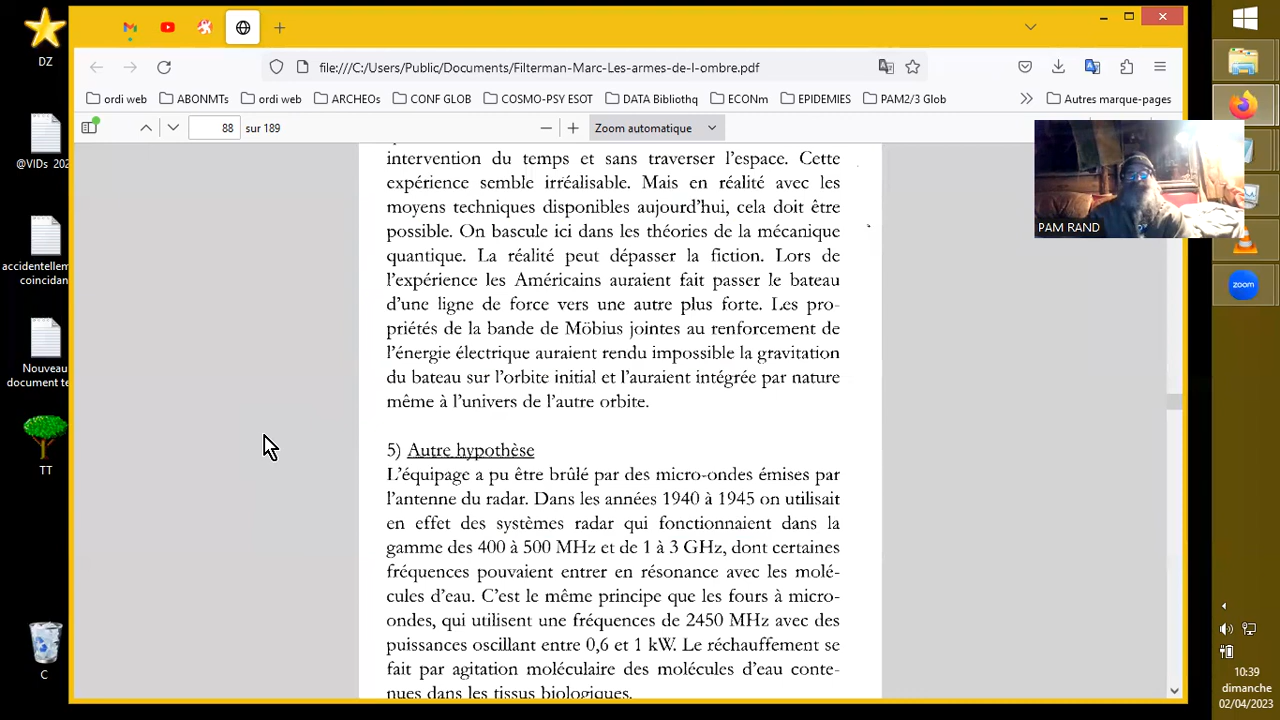 DZ
@VIDs 202
accidentellem
coincidan
Nouveau
document te
TT
C
file:///C:/Users/Public/Documents/Filterman-Marc-Les-armes-de-l-ombre.pdf
ordi web
ABONMTs
ordi web
ARCHEOs
CONF GLOB
COSMO-PSY ESOT
DATA Bibliothq
ECONm
EPIDEMIES
PAM2/3 Glob
Autres marque-pages
88 sur 189
Zoom automatique
intervention du temps et sans traverser l'espace. Cette
expérience semble irréalisable. Mais en réalité avec les
moyens techniques disponibles aujourd'hui, cela doit être
possible. On bascule ici dans les théories de la mécanique
quantique. La réalité peut dépasser la fiction. Lors de
l'expérience les Américains auraient fait passer le bateau
d'une ligne de force vers une autre plus forte. Les pro-
priétés de la bande de Möbius jointes au renforcement de
l'énergie électrique auraient rendu impossible la gravitation
du bateau sur l'orbite initial et l'auraient intégrée par nature
même à l'univers de l'autre orbite.
5) Autre hypothèse
L'équipage a pu être brûlé par des micro-ondes émises par
l'antenne du radar. Dans les années 1940 à 1945 on utilisait
en effet des systèmes radar qui fonctionnaient dans la
gamme des 400 à 500 MHz et de 1 à 3 GHz, dont certaines
fréquences pouvaient entrer en résonance avec les molé-
cules d'eau. C'est le même principe que les fours à micro-
ondes, qui utilisent une fréquences de 2450 MHz avec des
puissances oscillant entre 0,6 et 1 kW. Le réchauffement se
fait par agitation moléculaire des molécules d'eau conte-
nues dans les tissus biologiques.
PAM RAND
zoom
10:39
dimanche
02/04/2023